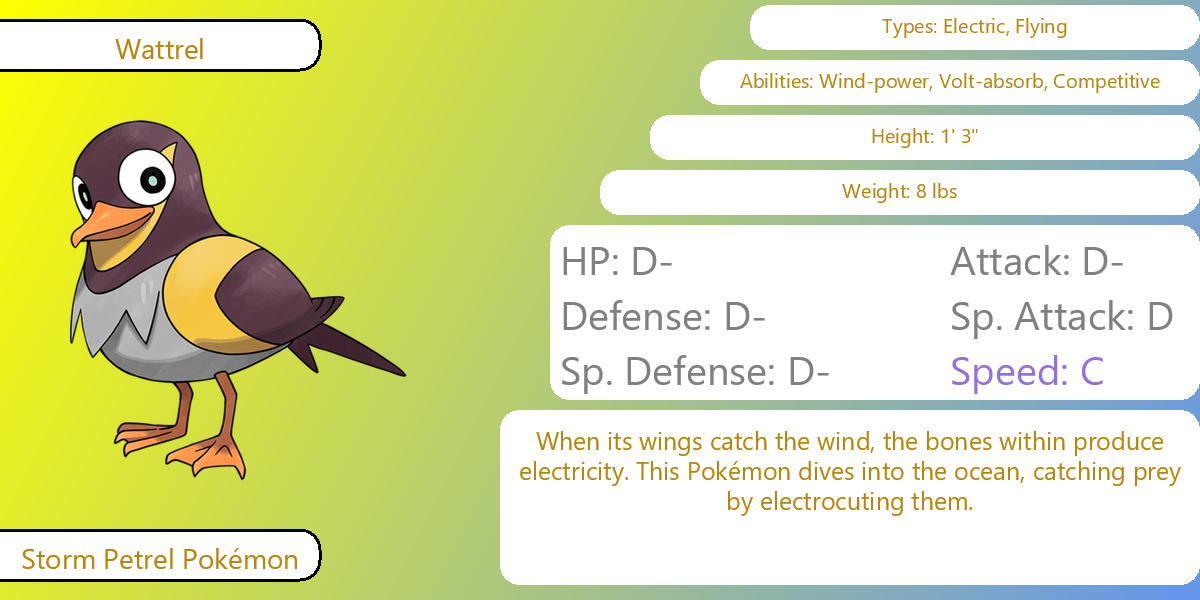 Wattrel
Types: Electric, Flying
Abilities: Wind-power, Volt-absorb, Competitive
Height: 1' 3"
Weight: 8 lbs
HP: D-
Attack: D-
Defense: D-
Sp. Attack: D
Sp. Defense: D-
Speed: C
When its wings catch the wind, the bones within produce
electricity. This Pokémon dives into the ocean, catching prey
by electrocuting them.
Storm Petrel Pokémon